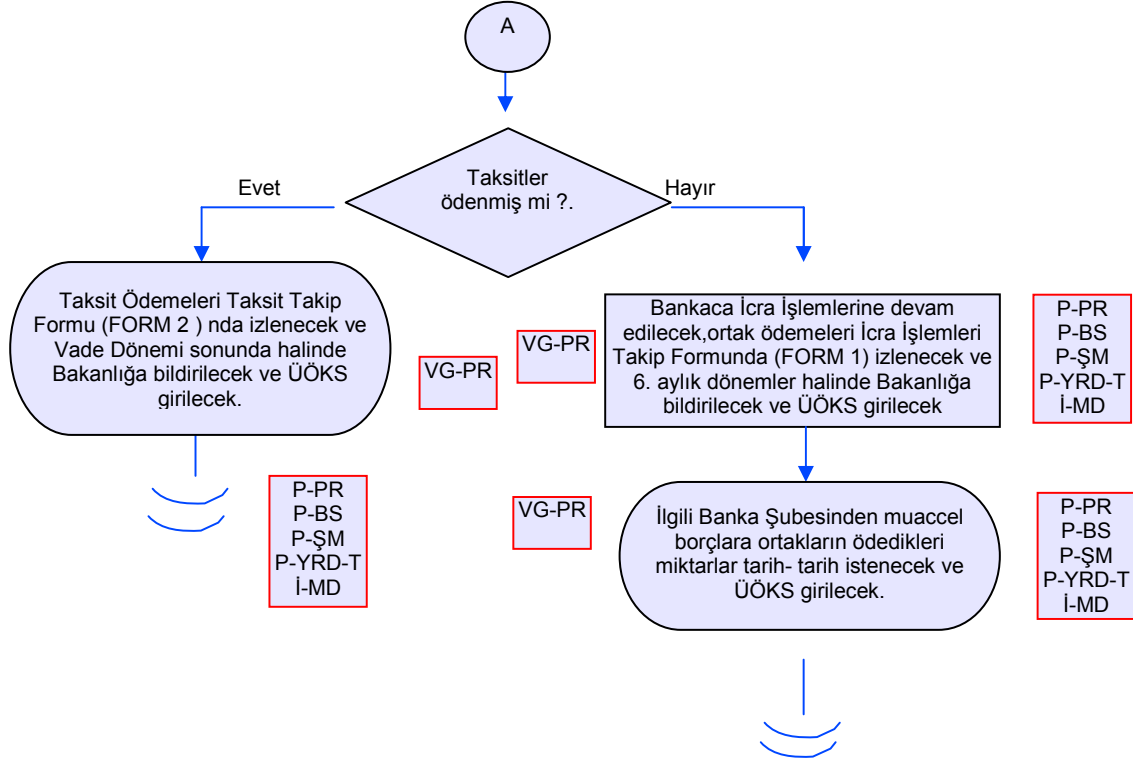 A
Taksitler
ödenmiş mi ?.
Evet
Hayır
Taksit Ödemeleri Taksit Takip
Formu (FORM 2 ) nda izlenecek ve
Vade Dönemi sonunda halinde
Bakanlığa bildirilecek ve ÜÖKS
girilecek.
VG-PR
P-PR
P-BS
P-ŞM
P-YRD-T
İ-MD
VG-PR
Bankaca İcra İşlemlerine devam
edilecek,ortak ödemeleri İcra İşlemleri
Takip Formunda (FORM 1) izlenecek ve
6. aylık dönemler halinde Bakanlığa
bildirilecek ve ÜÖKS girilecek
P-PR
P-BS
P-ŞM
P-YRD-T
İ-MD
VG-PR
İlgili Banka Şubesinden muaccel
borçlara ortakların ödedikleri
miktarlar tarih- tarih istenecek ve
ÜÖKS girilecek.
P-PR
P-BS
P-ŞM
P-YRD-T
İ-MD